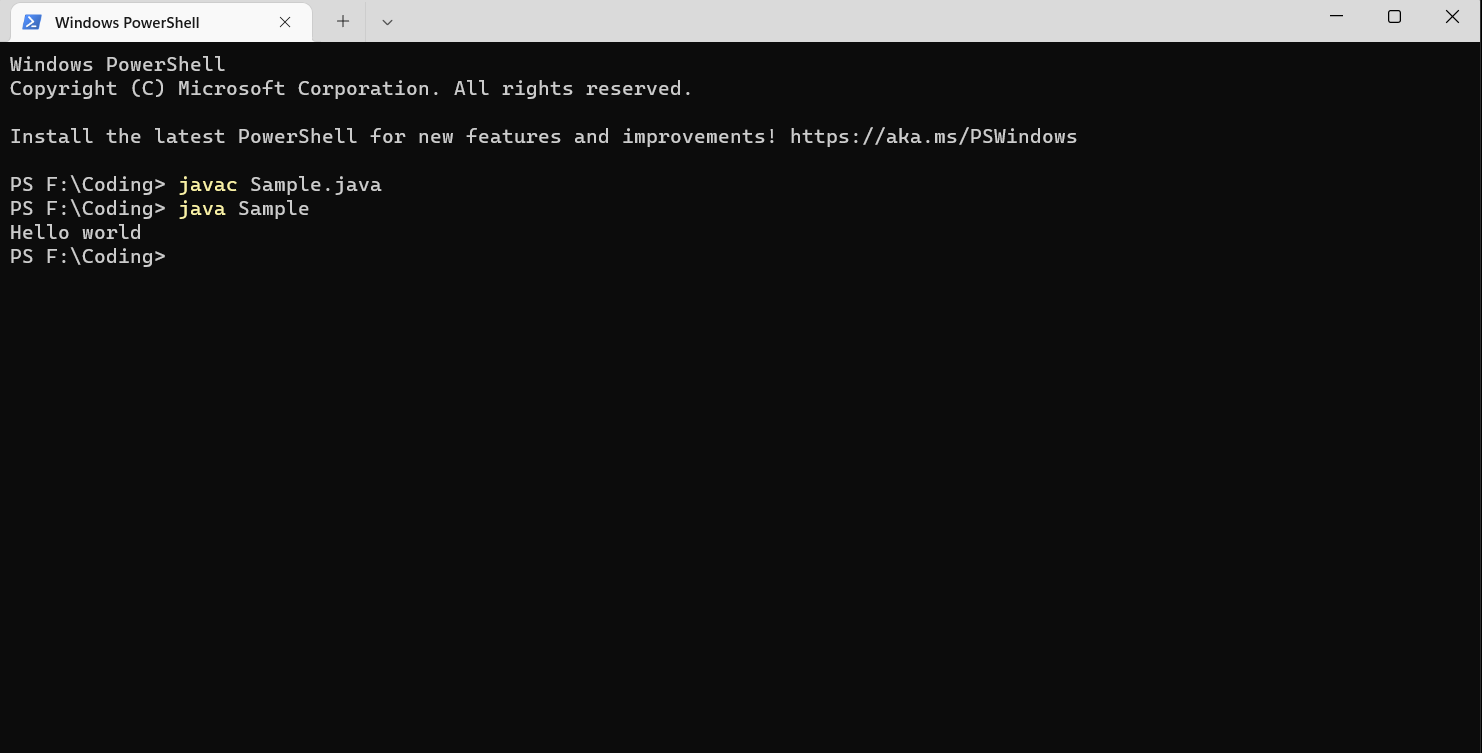 Windows PowerShell
Windows PowerShell
Copyright (C) Microsoft Corporation. All rights reserved.
Install the latest PowerShell for new features and improvements! https://aka.ms/PSWindows
PS F:\Coding> javac Sample.java
PS F:\Coding> java Sample
Hello world
PS F:\Coding>